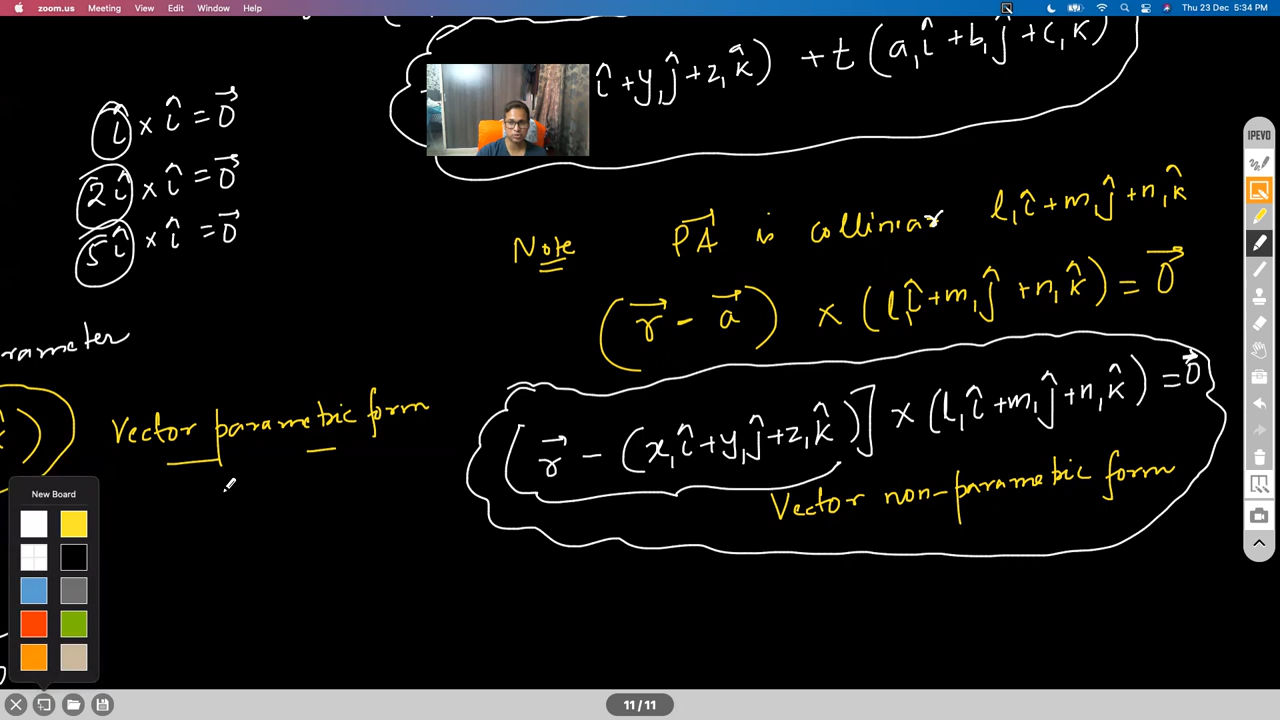 zoom.us Meeting View Edit Window Help Thu 23 Dec 5:34 PM
î + y₁ĵ + z₁k̂) + t (a₁î + b₁ĵ + c₁k̂)
î × î = 0⃗
2î × î = 0⃗
5î × î = 0⃗
IPEVO
Note PA⃗ is colliniar l₁î + m₁ĵ + n₁k̂
(r⃗ - a⃗) × (l₁î + m₁ĵ + n₁k̂) = 0⃗
rameter
k̂)) Vector parametric form
[r⃗ - (x₁î + y₁ĵ + z₁k̂)] × (l₁î + m₁ĵ + n₁k̂) = 0⃗
Vector non-parametric form
New Board
11 / 11